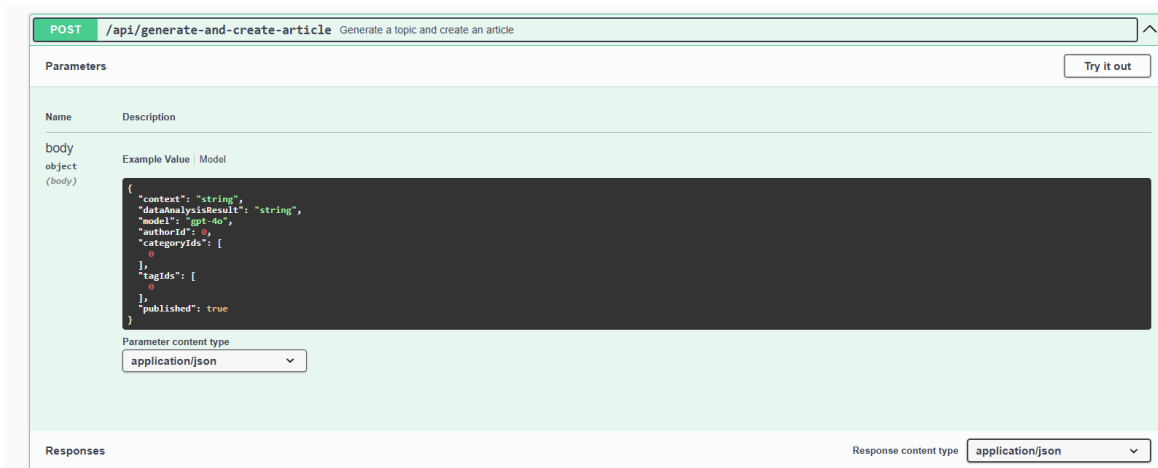 POST /api/generate-and-create-article Generate a topic and create an article
Parameters
Try it out
Name Description
body
object
(body)
Example Value Model
{
"context": "string",
"dataAnalysisResult": "string",
"model": "gpt-4o",
"authorId": 0,
"categoryIds": [
0
],
"tagIds": [
0
],
"published": true
}
Parameter content type
application/json
Responses
Response content type application/json